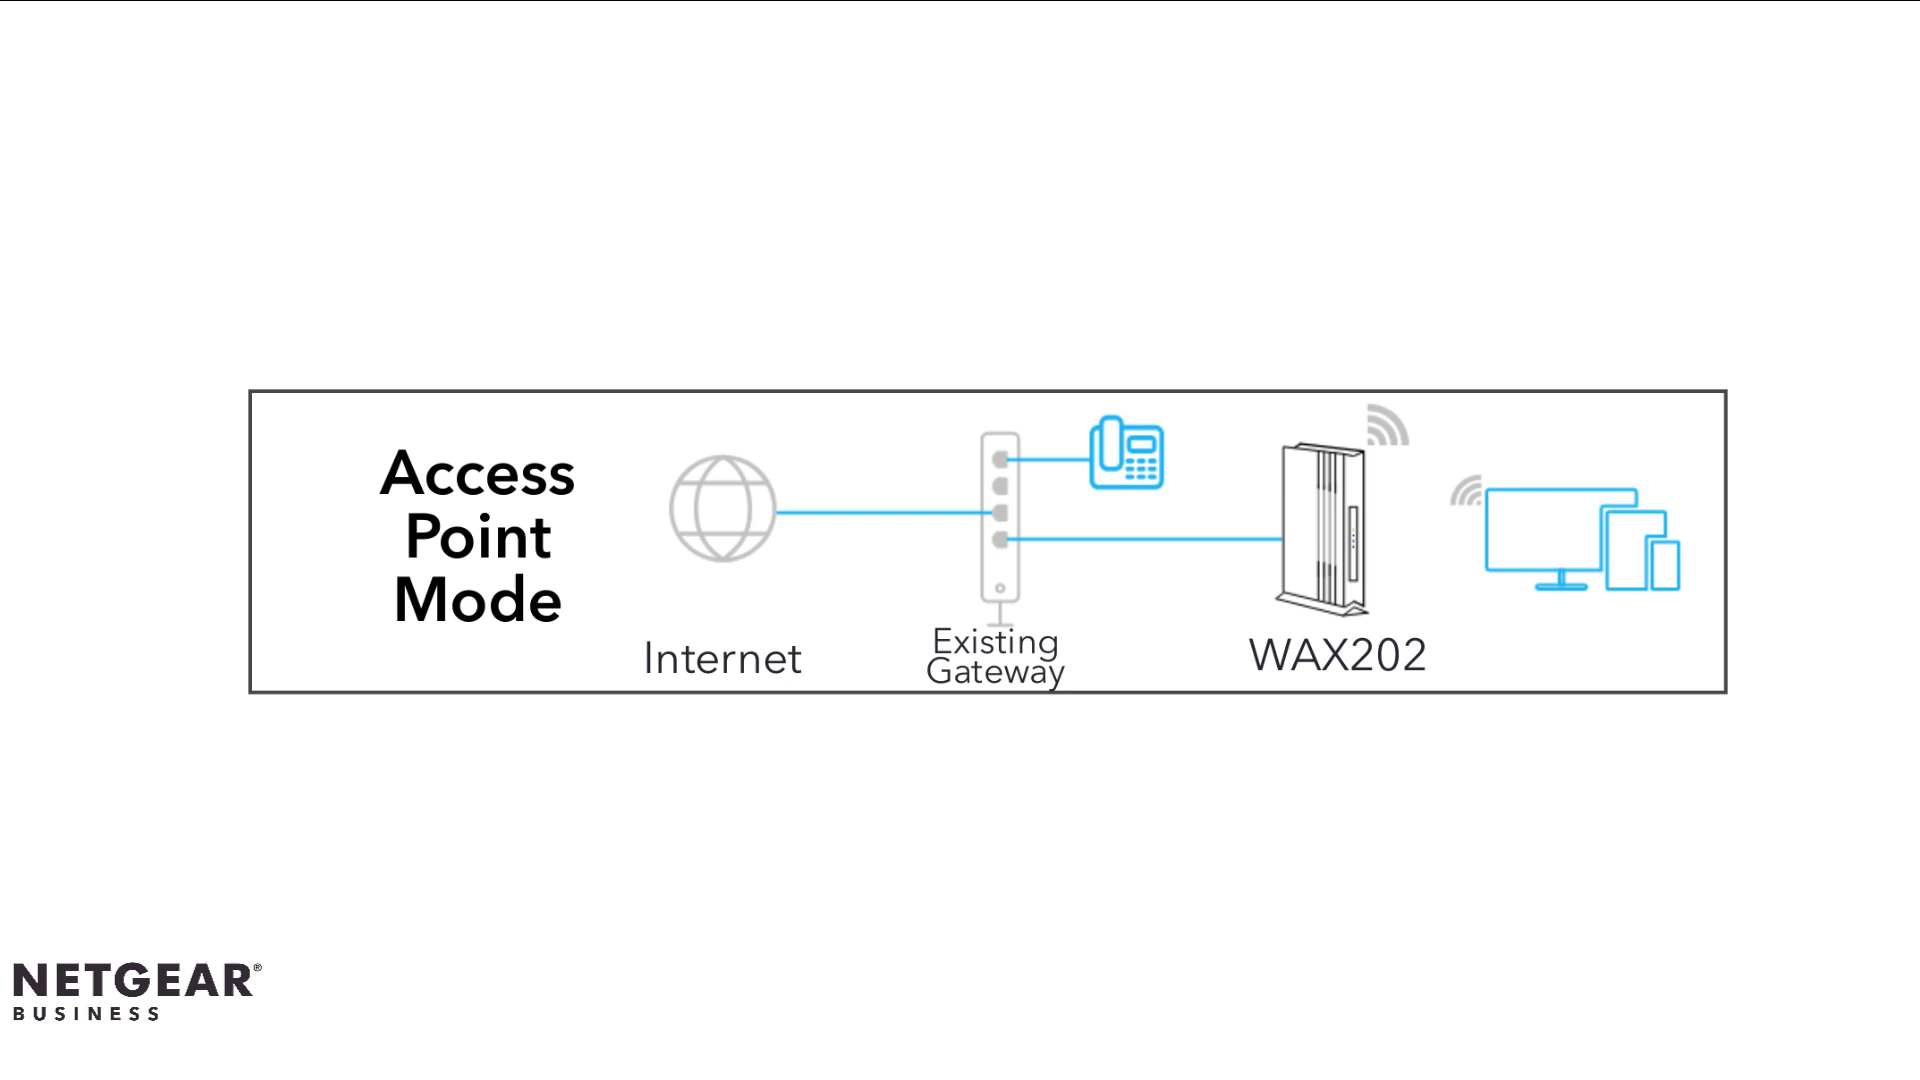 Access
Point
Mode
Internet
Existing
Gateway
WAX202
NETGEAR®
BUSINESS